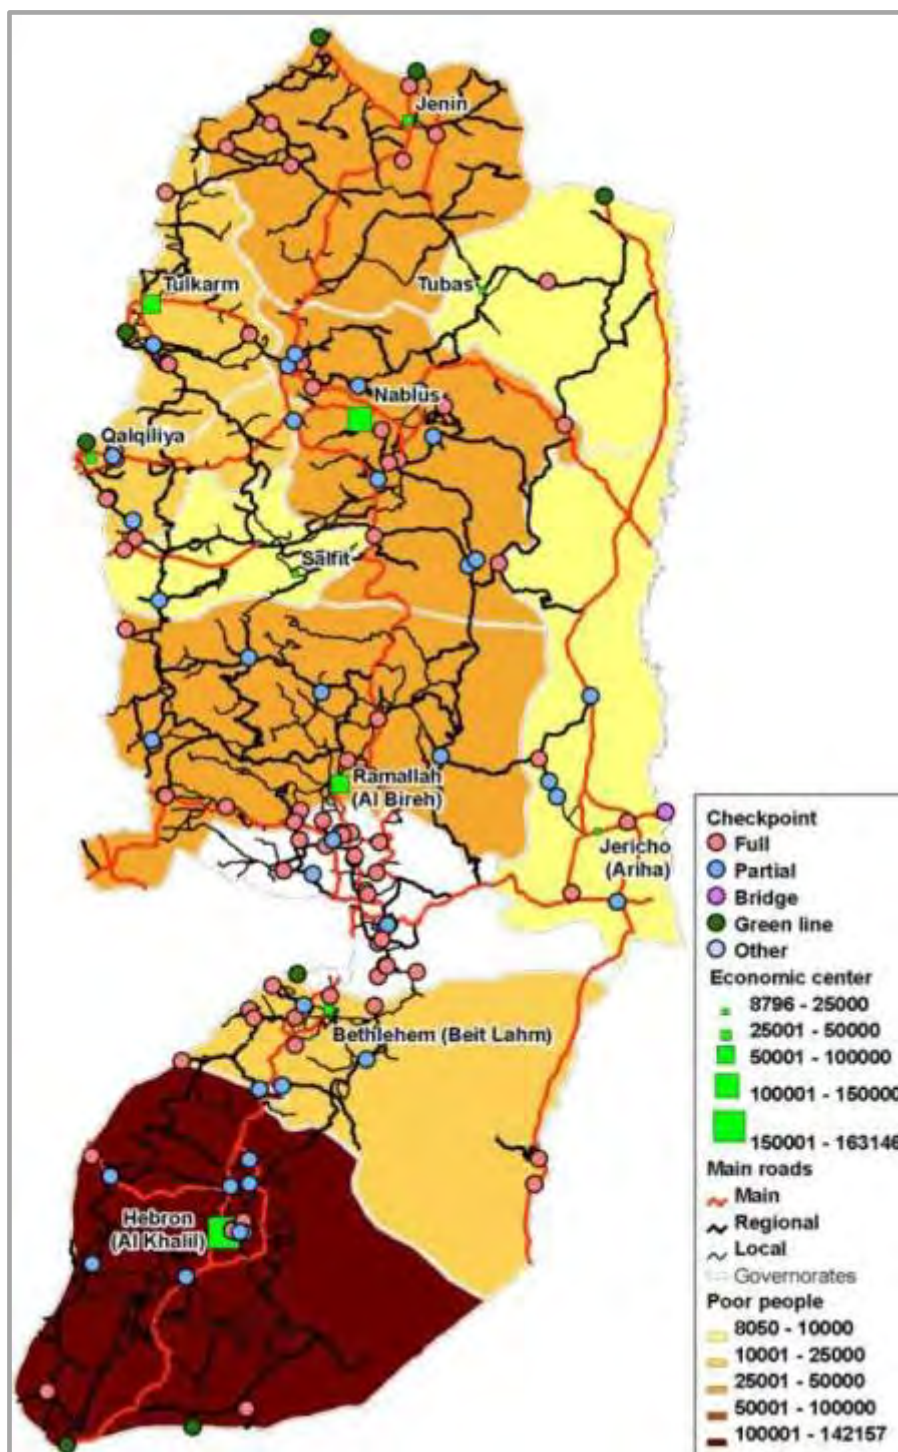 Jenin
Tubas
Tulkarm
Nablus
Qalqiliya
Salfit
Ramallah
(Al Bireh)
Jericho
(Ariha)
Bethlehem (Beit Lahm)
Hebron
(Al Khalil)
Checkpoint
Full
Partial
Bridge
Green line
Other
Economic center
8796 - 25000
25001 - 50000
50001 - 100000
100001 - 150000
150001 - 163146
Main roads
Main
Regional
Local
Governorates
Poor people
8050 - 10000
10001 - 25000
25001 - 50000
50001 - 100000
100001 - 142157